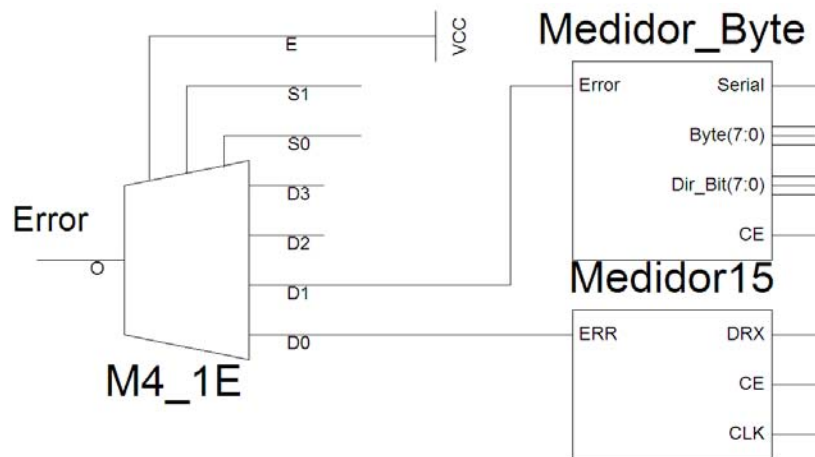 Medidor_Byte
E
VCC
S1
Error
Serial
S0
Byte(7:0)
D3
Dir_Bit(7:0)
Error
D2
CE
O
D1
Medidor15
D0
ERR
DRX
M4_1E
CE
CLK